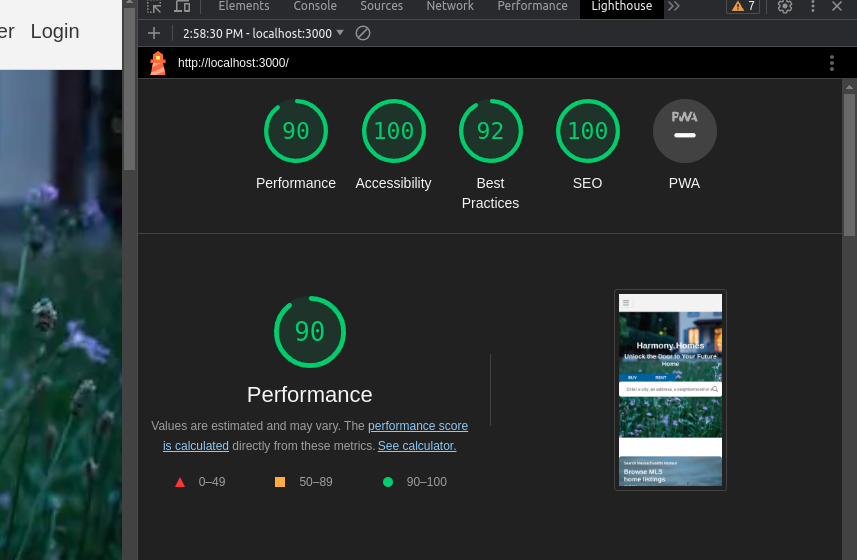 er Login
Elements Console Sources Network Performance Lighthouse 7
2:58:30 PM - localhost:3000
http://localhost:3000/
90 100 92 100 PWA
Performance Accessibility Best Practices SEO PWA
90
Performance
Values are estimated and may vary. The performance score
is calculated directly from these metrics. See calculator.
0–49 50–89 90–100
Harmony.Homes
Unlock the Door to Your Future
Home
BUY RENT
Enter a city, an address, a neighborhood or
Browse MLS
home listings